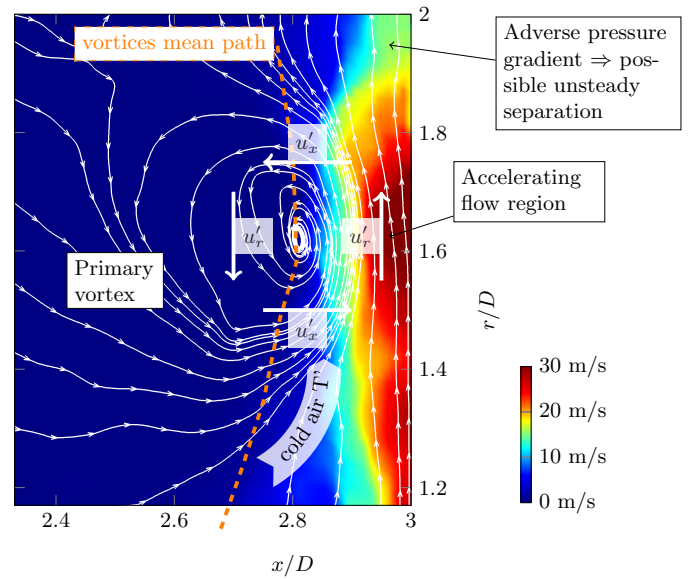 vortices mean path
2
Adverse pressure
gradient ⇒ pos-
sible unsteady
separation
1.8
u′x
Accelerating
flow region
u′r
ur
1.6
Primary
vortex
r/D
u′x
1.4
cold air T'
30 m/s
20 m/s
10 m/s
0 m/s
1.2
2.4
2.6
2.8
3
x/D